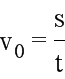 v₀ = s/t